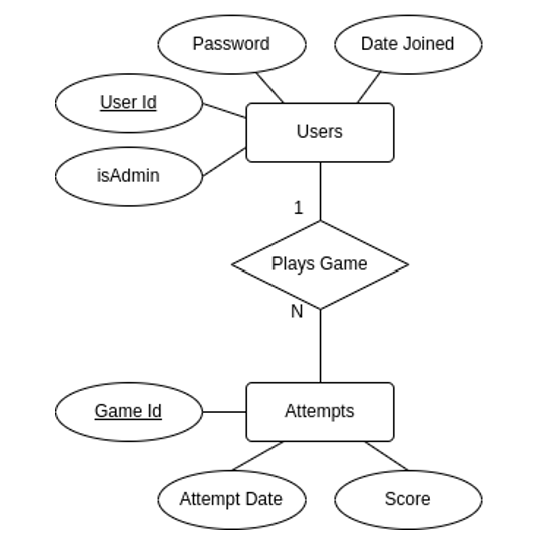 Password
Date Joined
User Id
Users
isAdmin
1
Plays Game
N
Game Id
Attempts
Attempt Date
Score